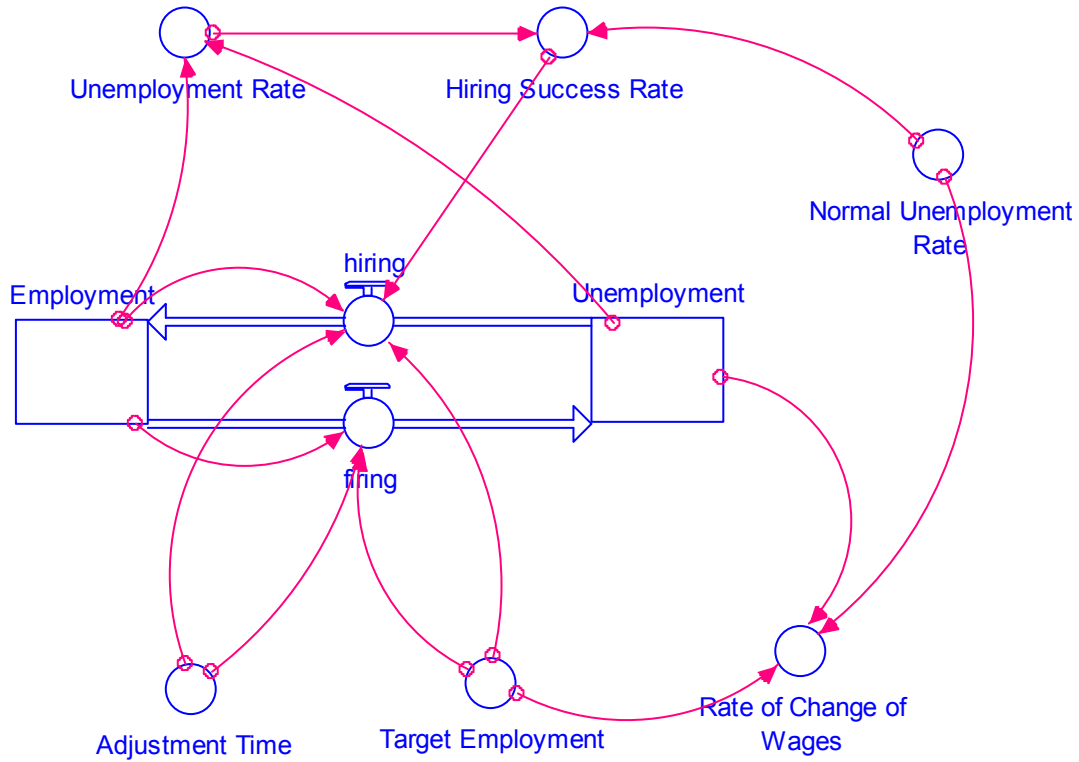 Unemployment Rate
Hiring Success Rate
Normal Unemployment
Rate
hiring
Employment
Unemployment
firing
Adjustment Time
Target Employment
Rate of Change of
Wages